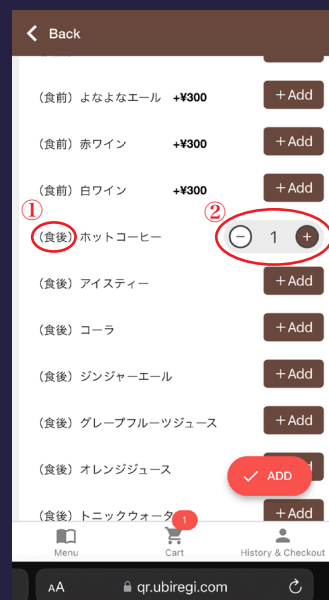 Back
(食前) よなよなエール +¥300 +Add
(食前) 赤ワイン +¥300 +Add
(食前) 白ワイン +¥300 +Add
① ②
(食後) ホットコーヒー − 1 +
(食後) アイスティー +Add
(食後) コーラ +Add
(食後) ジンジャーエール +Add
(食後) グレープフルーツジュース +Add
(食後) オレンジジュース
✓ ADD
(食後) トニックウォータ +Add
1
Menu Cart History & Checkout
AA qr.ubiregi.com